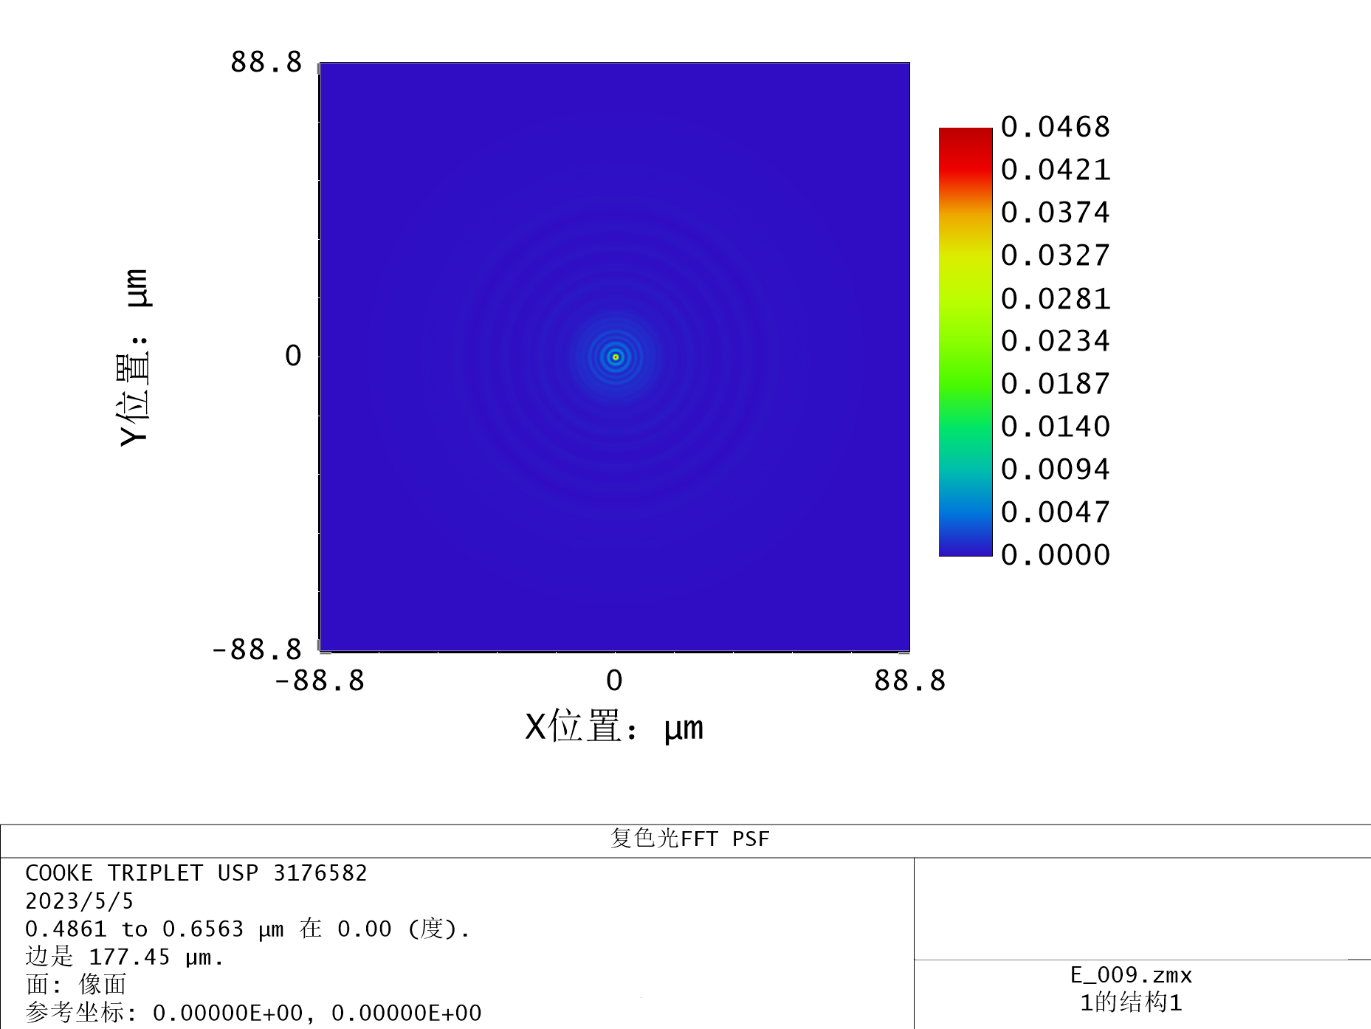 88.8
0
-88.8
Y位置: µm
-88.8
0
88.8
X位置: µm
0.0468
0.0421
0.0374
0.0327
0.0281
0.0234
0.0187
0.0140
0.0094
0.0047
0.0000
复色光FFT PSF
COOKE TRIPLET USP 3176582
2023/5/5
0.4861 to 0.6563 µm 在 0.00 (度).
边是 177.45 µm.
面: 像面
参考坐标: 0.00000E+00, 0.00000E+00
E_009.zmx
1的结构1